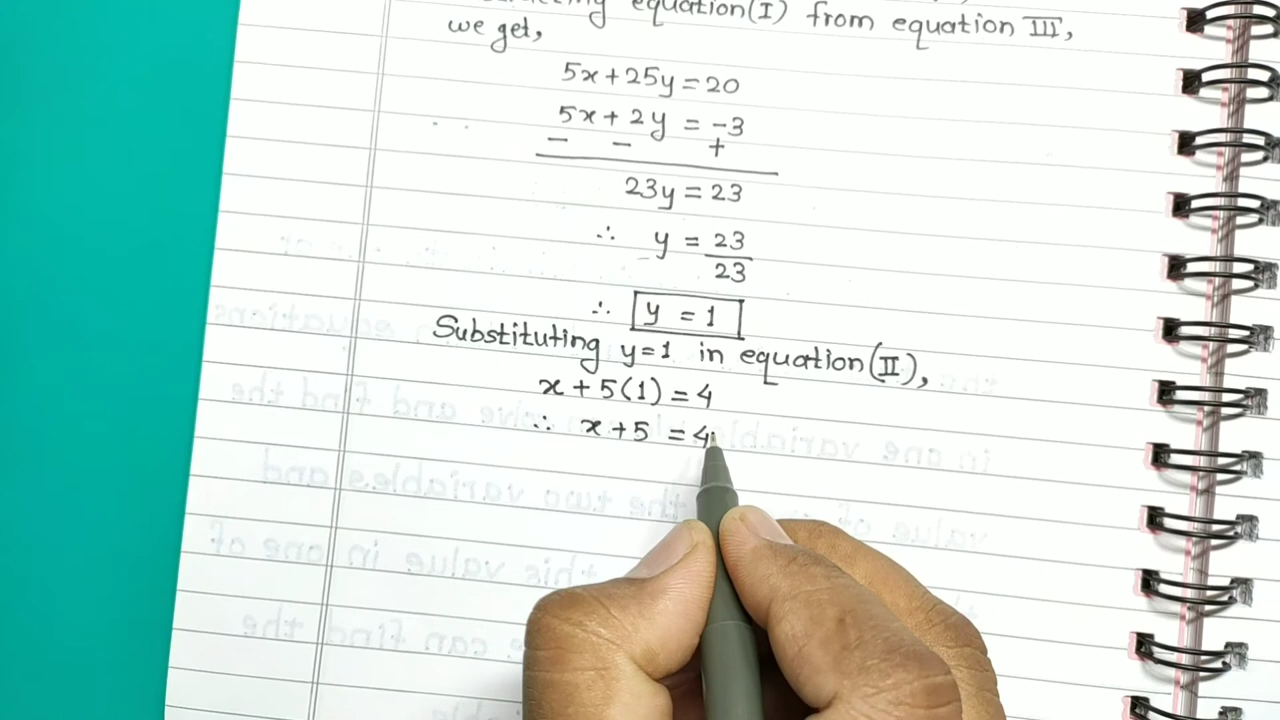 equation(I) from equation III,
we get,
5x+25y=20
5x+2y = -3
- - +
23y = 23
∴ y = 23
23
∴ y = 1
Substituting y=1 in equation(II),
x+5(1)=4
∴ x+5 = 4